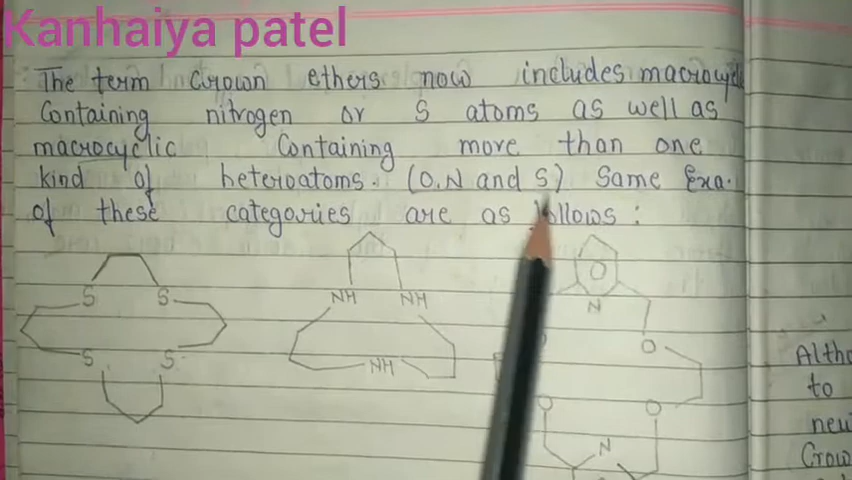 Kanhaiya patel
The term Crown ethers now includes macrocycle
Containing nitrogen or S atoms as well as
macrocyclic Containing more than one
kind of heteroatoms. (O,N and S) Same Exa.
of these categories are as follows:
S S
NH NH
N
O
S S
NH
O O
N
Altho
to
new
Crow